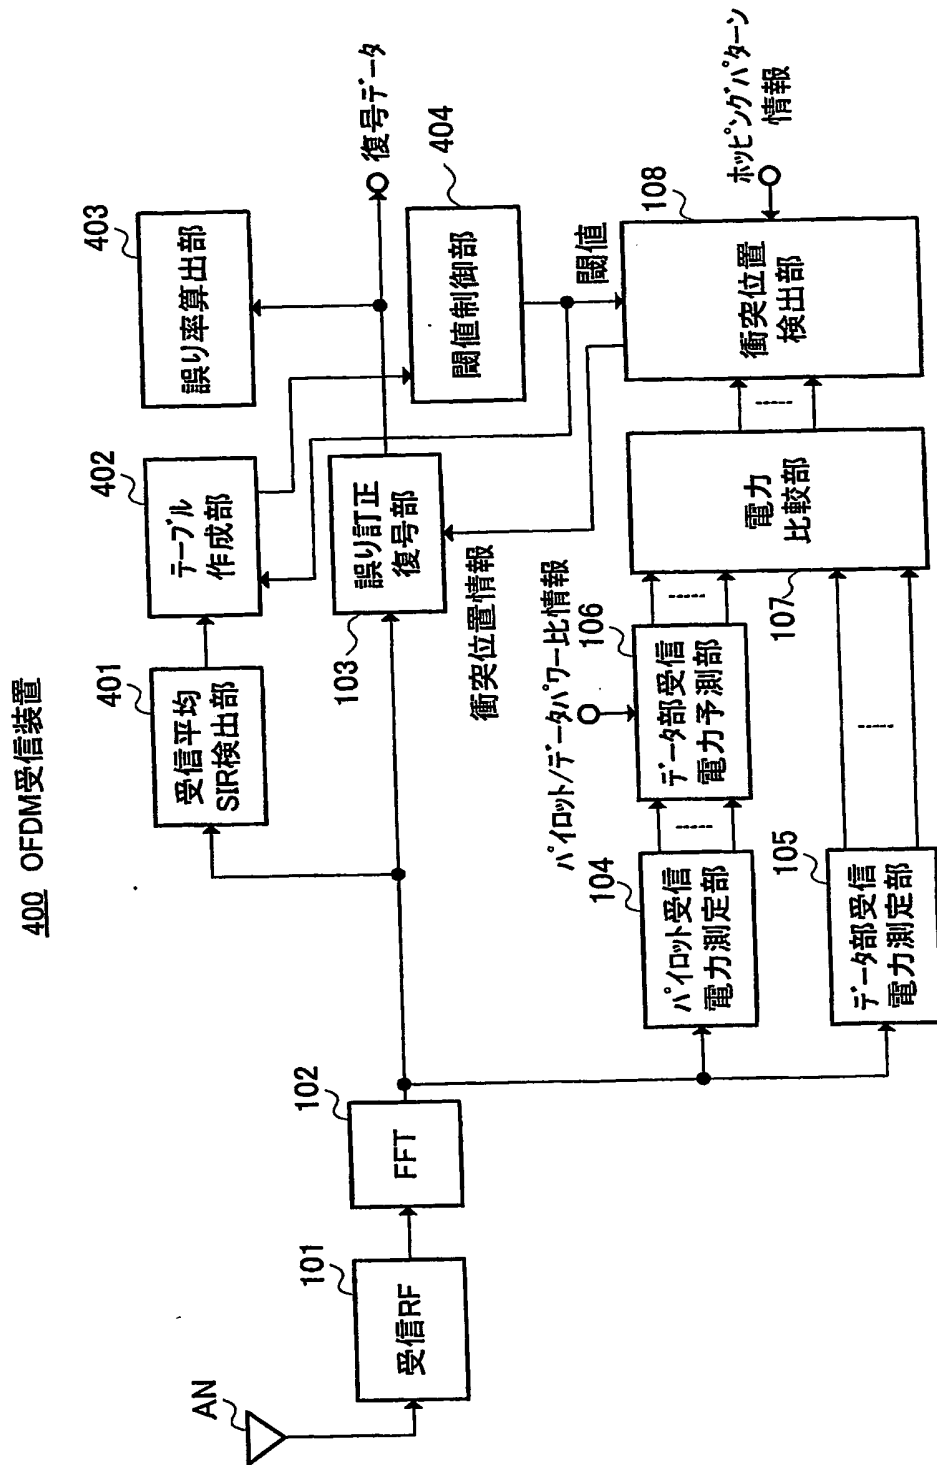 400 OFDM受信装置
AN
101
受信RF
102
FFT
401
受信平均
SIR検出部
402
テーブル
作成部
403
誤り率算出部
103
誤り訂正
復号部
復号データ
404
閾値制御部
衝突位置情報
閾値
パイロット/データパワー比情報
104
パイロット受信
電力測定部
106
データ部受信
電力予測部
105
データ部受信
電力測定部
107
電力
比較部
108
衝突位置
検出部
ホッピングパターン
情報